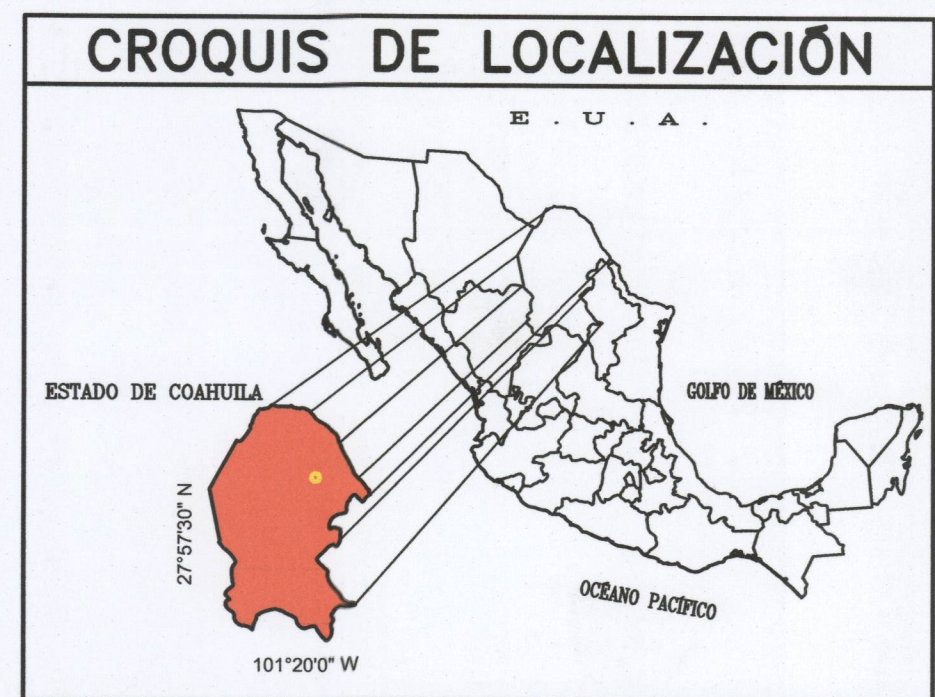 CROQUIS DE LOCALIZACIÓN
E . U . A .
ESTADO DE COAHUILA
GOLFO DE MÉXICO
27°57'30" N
OCÉANO PACÍFICO
101°20'0" W